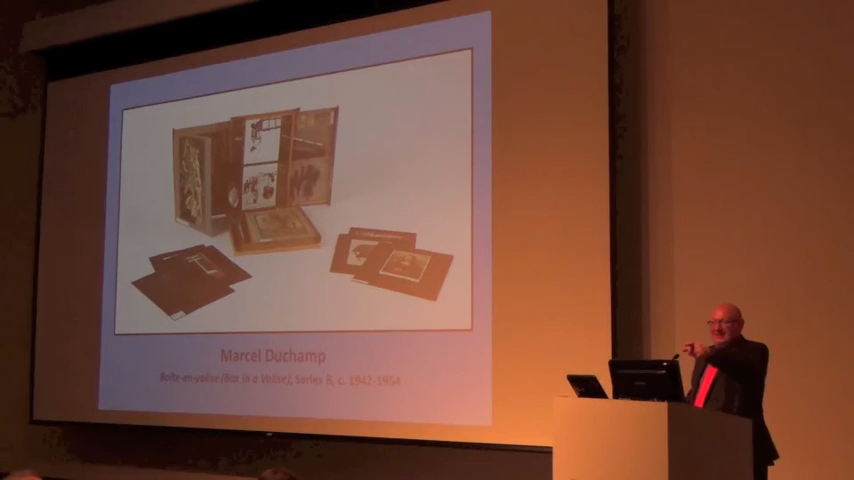 Marcel Duchamp
Boîte-en-valise (Box in a Valise), Series B, c. 1942-1954